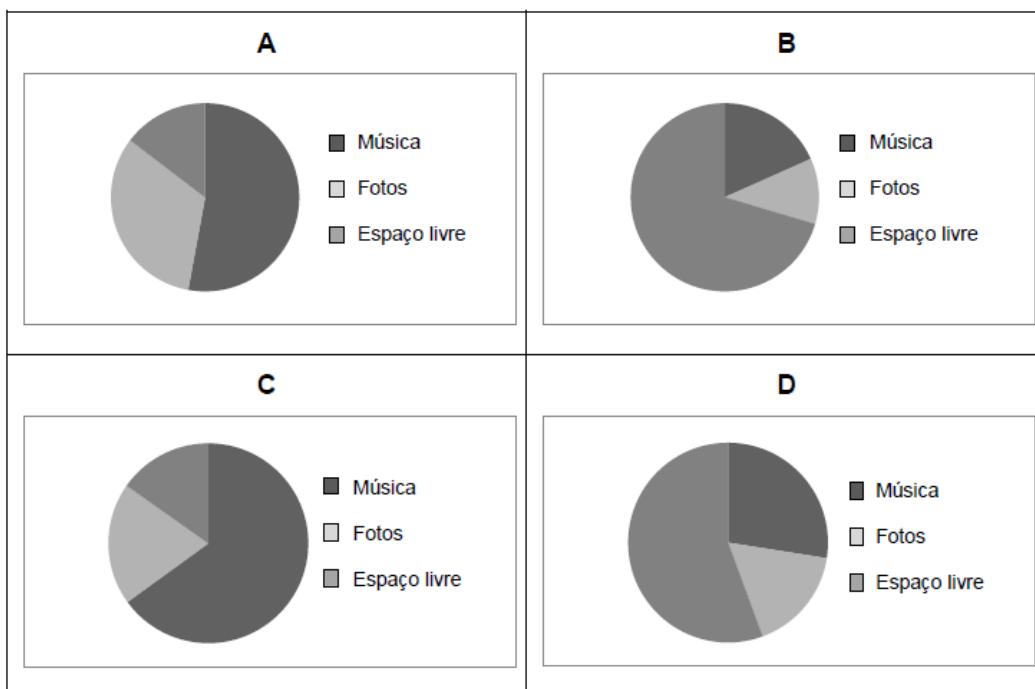 A
Música
Fotos
Espaço livre
B
Música
Fotos
Espaço livre
C
Música
Fotos
Espaço livre
D
Música
Fotos
Espaço livre